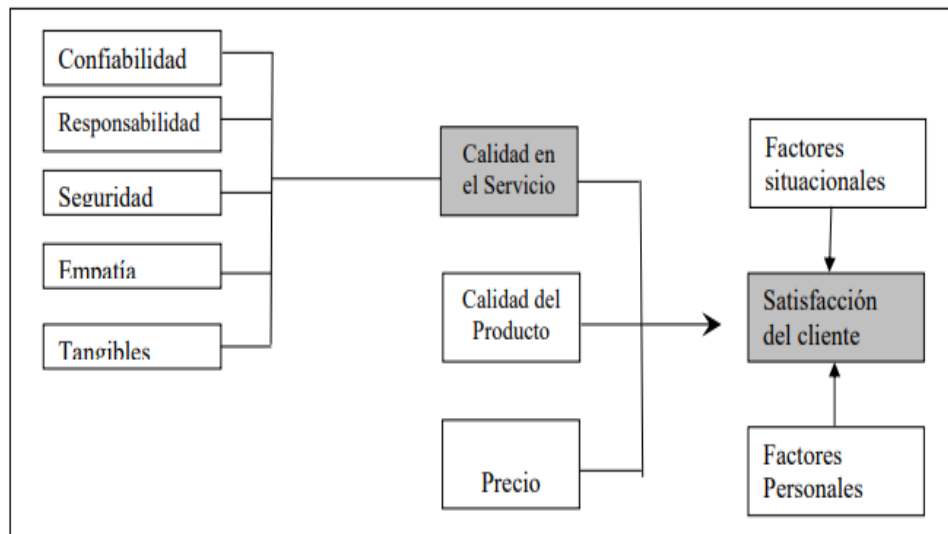 Confiabilidad
Responsabilidad
Seguridad
Empatía
Tangibles
Calidad en
el Servicio
Calidad del
Producto
Precio
Factores
situacionales
Satisfacción
del cliente
Factores
Personales